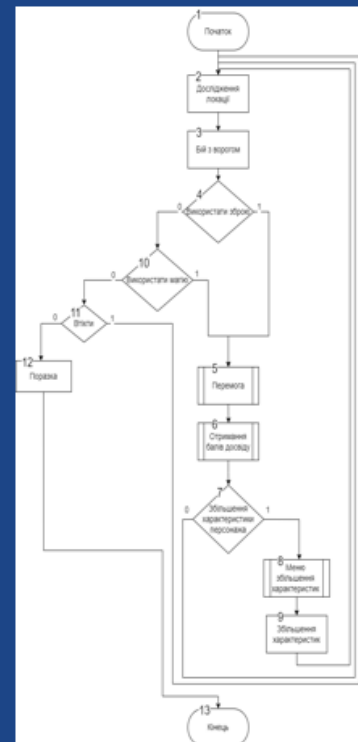 1
Початок
2
Дослідження
локації
3
Бій з ворогом
4
0
Використати зброю
1
10
0
Використати магію
1
11
0
Втікти
1
12
Поразка
5
Перемога
6
Отримання
балів досвіду
7
0
Збільшення
характеристики
персонажа
1
8
Меню
збільшення
характеристик
9
Збільшення
характеристик
13
Кінець